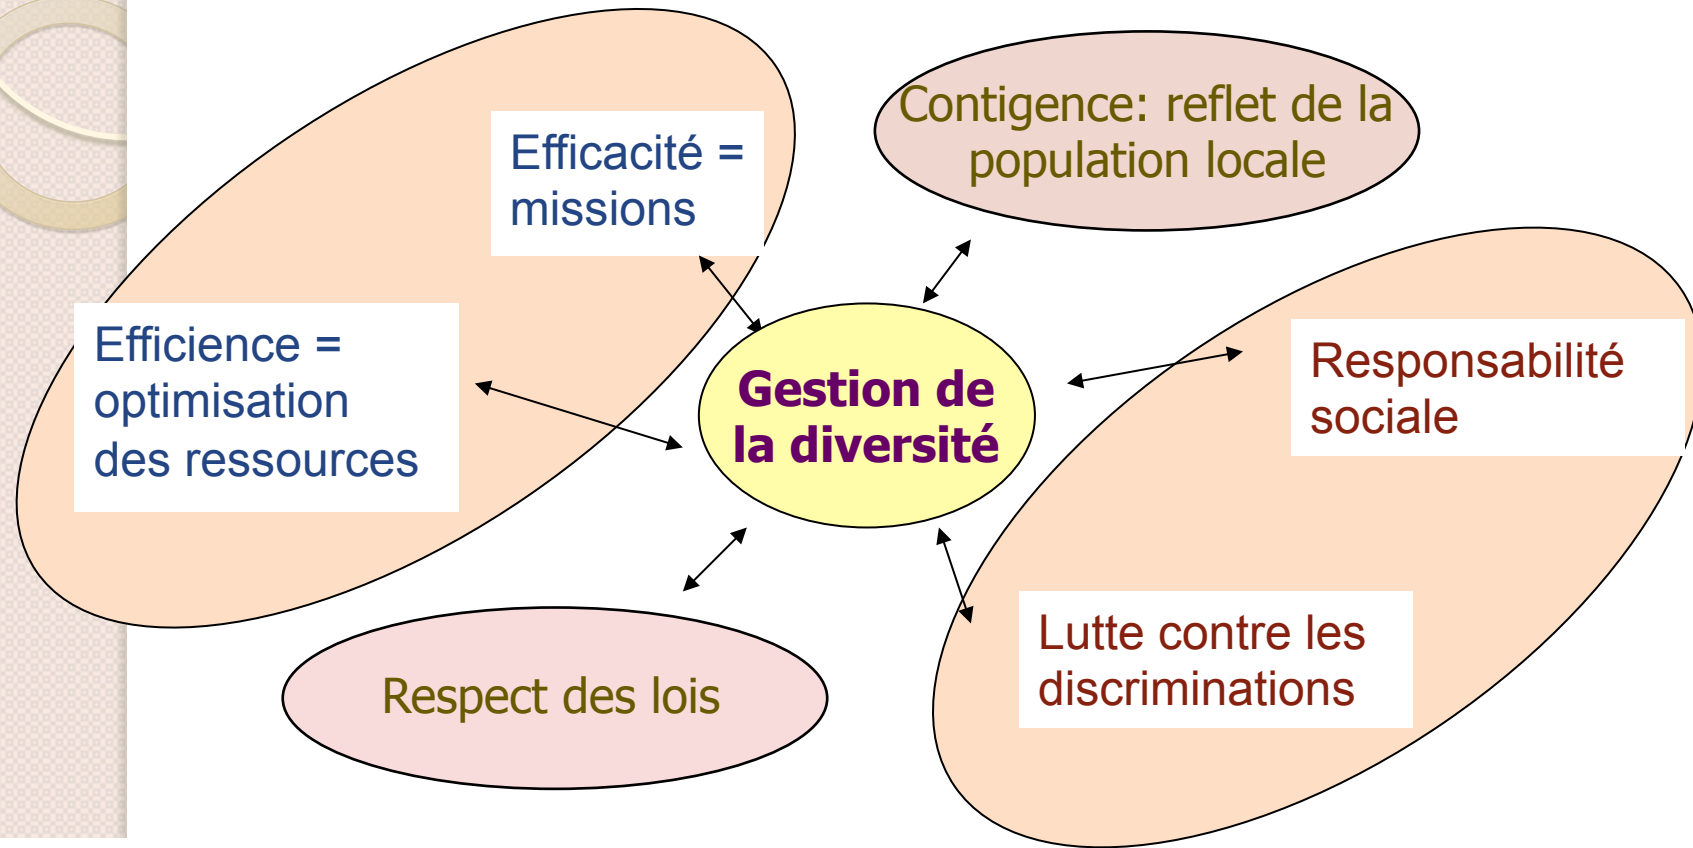 Efficacité =
missions
Contigence: reflet de la
population locale
Efficience =
optimisation
des ressources
Gestion de
la diversité
Responsabilité
sociale
Respect des lois
Lutte contre les
discriminations